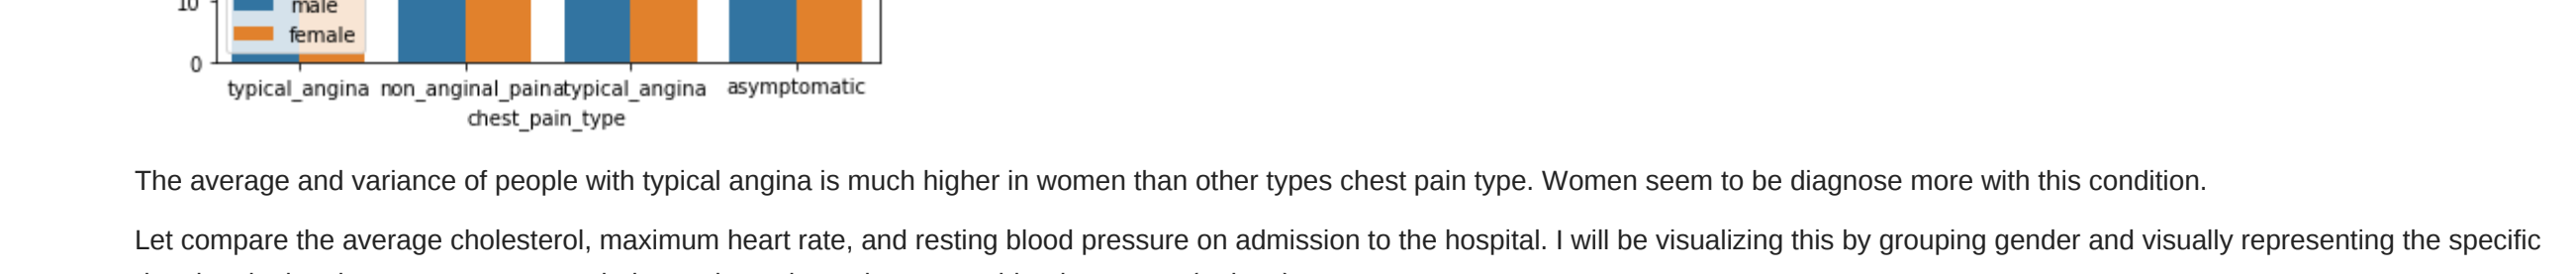 10
male
female
0
typical_angina non_anginal_pain atypical_angina asymptomatic
chest_pain_type
The average and variance of people with typical angina is much higher in women than other types chest pain type. Women seem to be diagnose more with this condition.
Let compare the average cholesterol, maximum heart rate, and resting blood pressure on admission to the hospital. I will be visualizing this by grouping gender and visually representing the specific